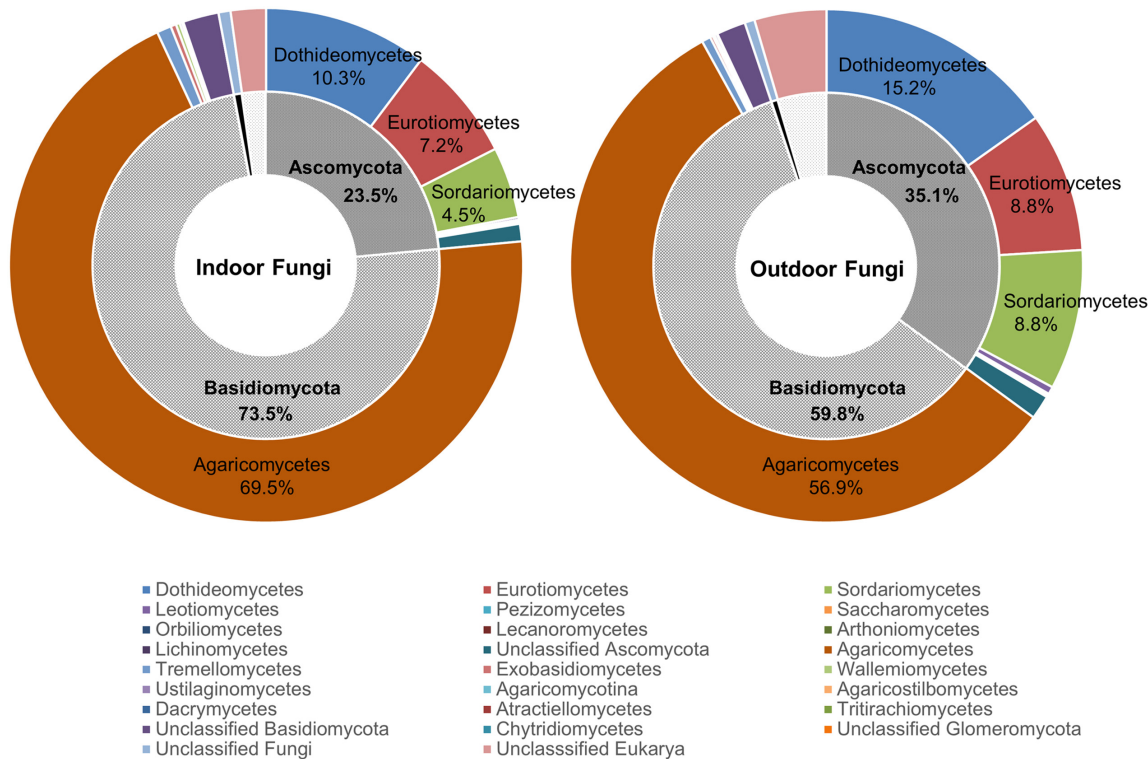 Dothideomycetes
10.3%
Eurotiomycetes
7.2%
Sordariomycetes
4.5%
Ascomycota
23.5%
Indoor Fungi
Basidiomycota
73.5%
Agaricomycetes
69.5%
Dothideomycetes
15.2%
Eurotiomycetes
8.8%
Sordariomycetes
8.8%
Ascomycota
35.1%
Outdoor Fungi
Basidiomycota
59.8%
Agaricomycetes
56.9%
Dothideomycetes
Eurotiomycetes
Sordariomycetes
Leotiomycetes
Pezizomycetes
Saccharomycetes
Orbiliomycetes
Lecanoromycetes
Arthoniomycetes
Lichinomycetes
Unclassified Ascomycota
Agaricomycetes
Tremellomycetes
Exobasidiomycetes
Wallemiomycetes
Ustilaginomycetes
Agaricomycotina
Agaricostilbomycetes
Dacrymycetes
Atractiellomycetes
Tritirachiomycetes
Unclassified Basidiomycota
Chytridiomycetes
Unclassified Glomeromycota
Unclassified Fungi
Unclasssified Eukarya